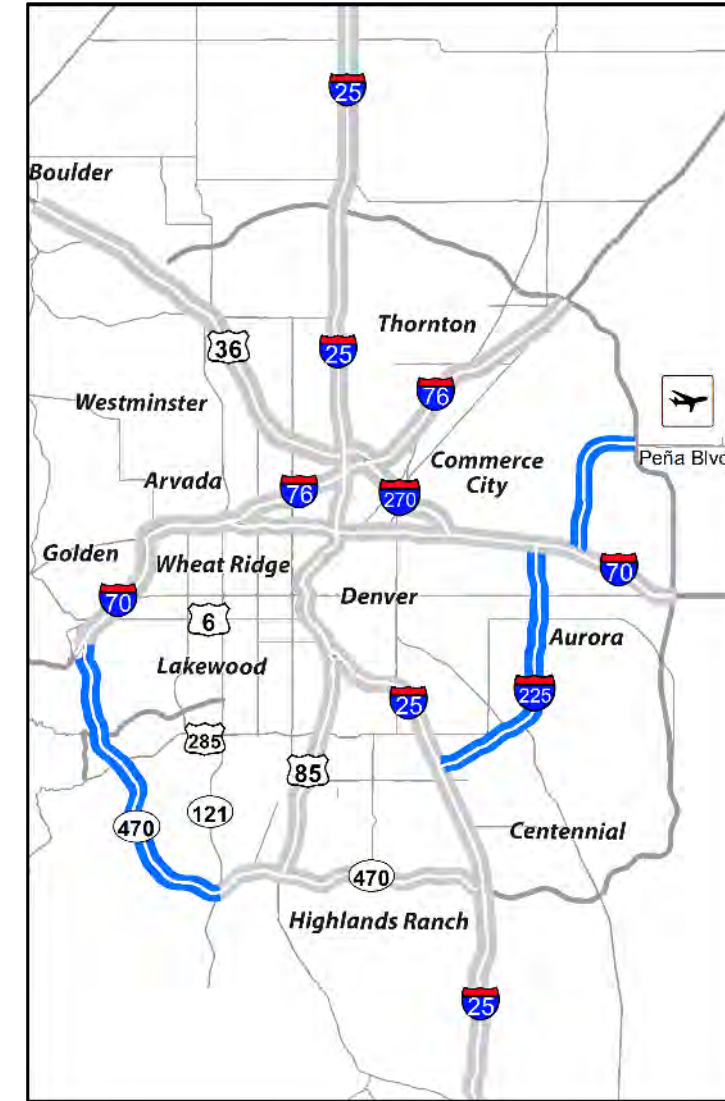 25
Boulder
36
25
Thornton
76
Westminster
Peña Blvd
Commerce
City
Arvada
76
270
Golden
Wheat Ridge
70
70
Denver
6
Aurora
Lakewood
225
25
285
85
121
470
Centennial
470
Highlands Ranch
25